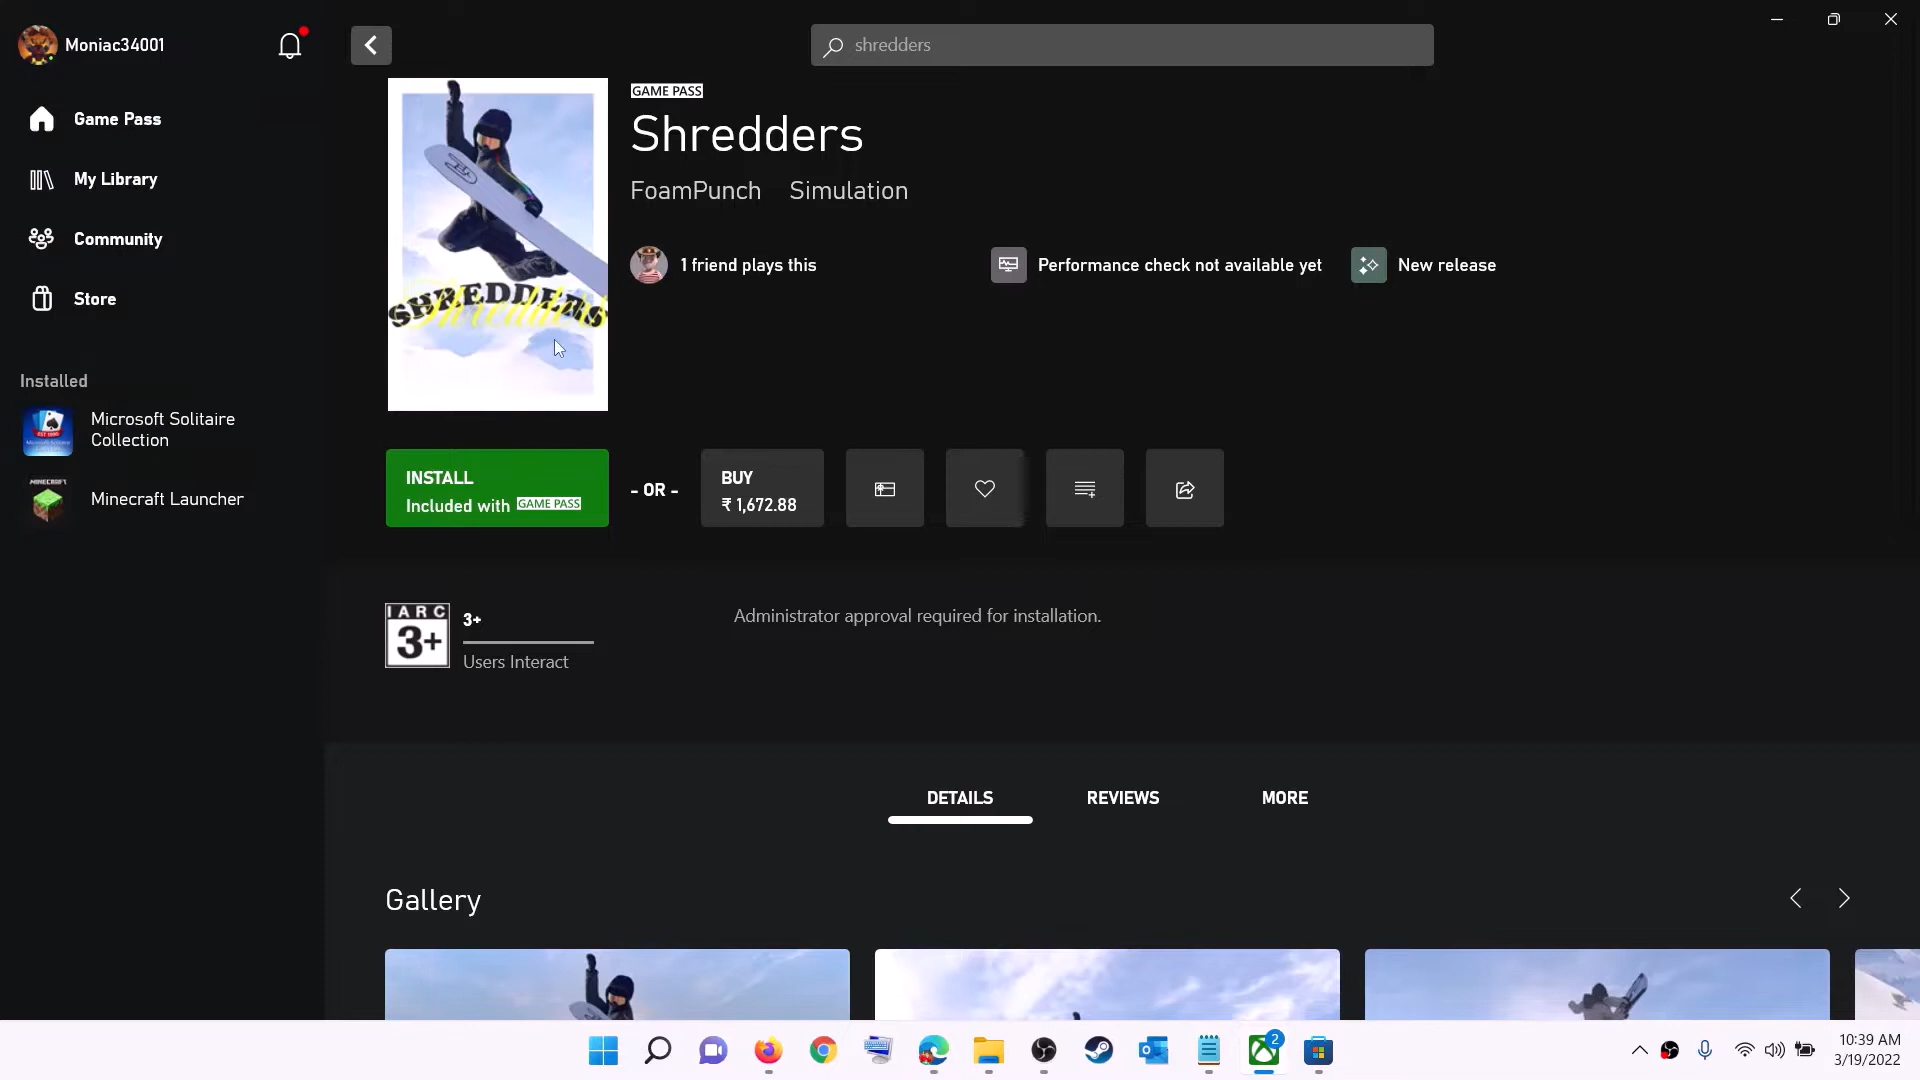 Moniac34001
shredders
Game Pass
My Library
Community
Store
Installed
Microsoft Solitaire
Collection
Minecraft Launcher
GAME PASS
Shredders
FoamPunch Simulation
1 friend plays this
Performance check not available yet
New release
SHREDDERS
Shredders
INSTALL
Included with GAME PASS
- OR -
BUY
₹ 1,672.88
IARC
3+
3+
Users Interact
Administrator approval required for installation.
DETAILS
REVIEWS
MORE
Gallery
2
10:39 AM
3/19/2022